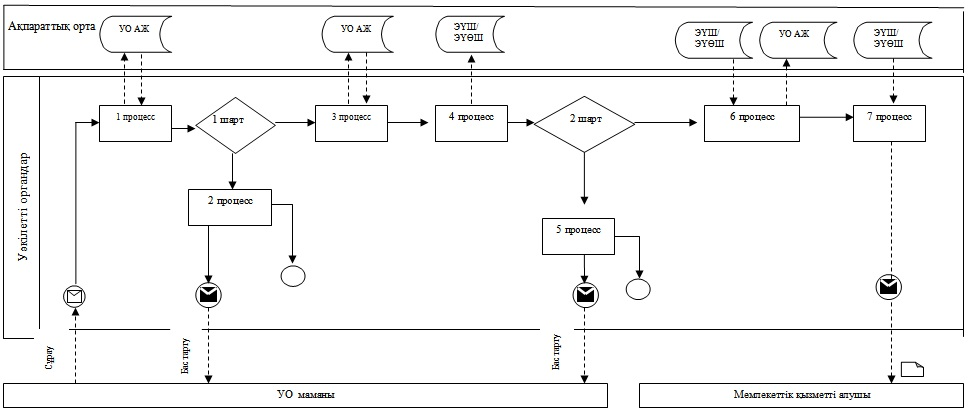 Ақпараттық орта
УО АЖ
УО АЖ
ЭҮШ/
ЭҮӨШ
ЭҮШ/
ЭҮӨШ
УО АЖ
ЭҮШ/
ЭҮӨШ
Уәкілетті органдар
1 процесс
1 шарт
3 процесс
4 процесс
2 шарт
6 процесс
7 процесс
2 процесс
5 процесс
Сұрау
Бас тарту
Бас тарту
УО маманы
Мемлекеттік қызметті алушы